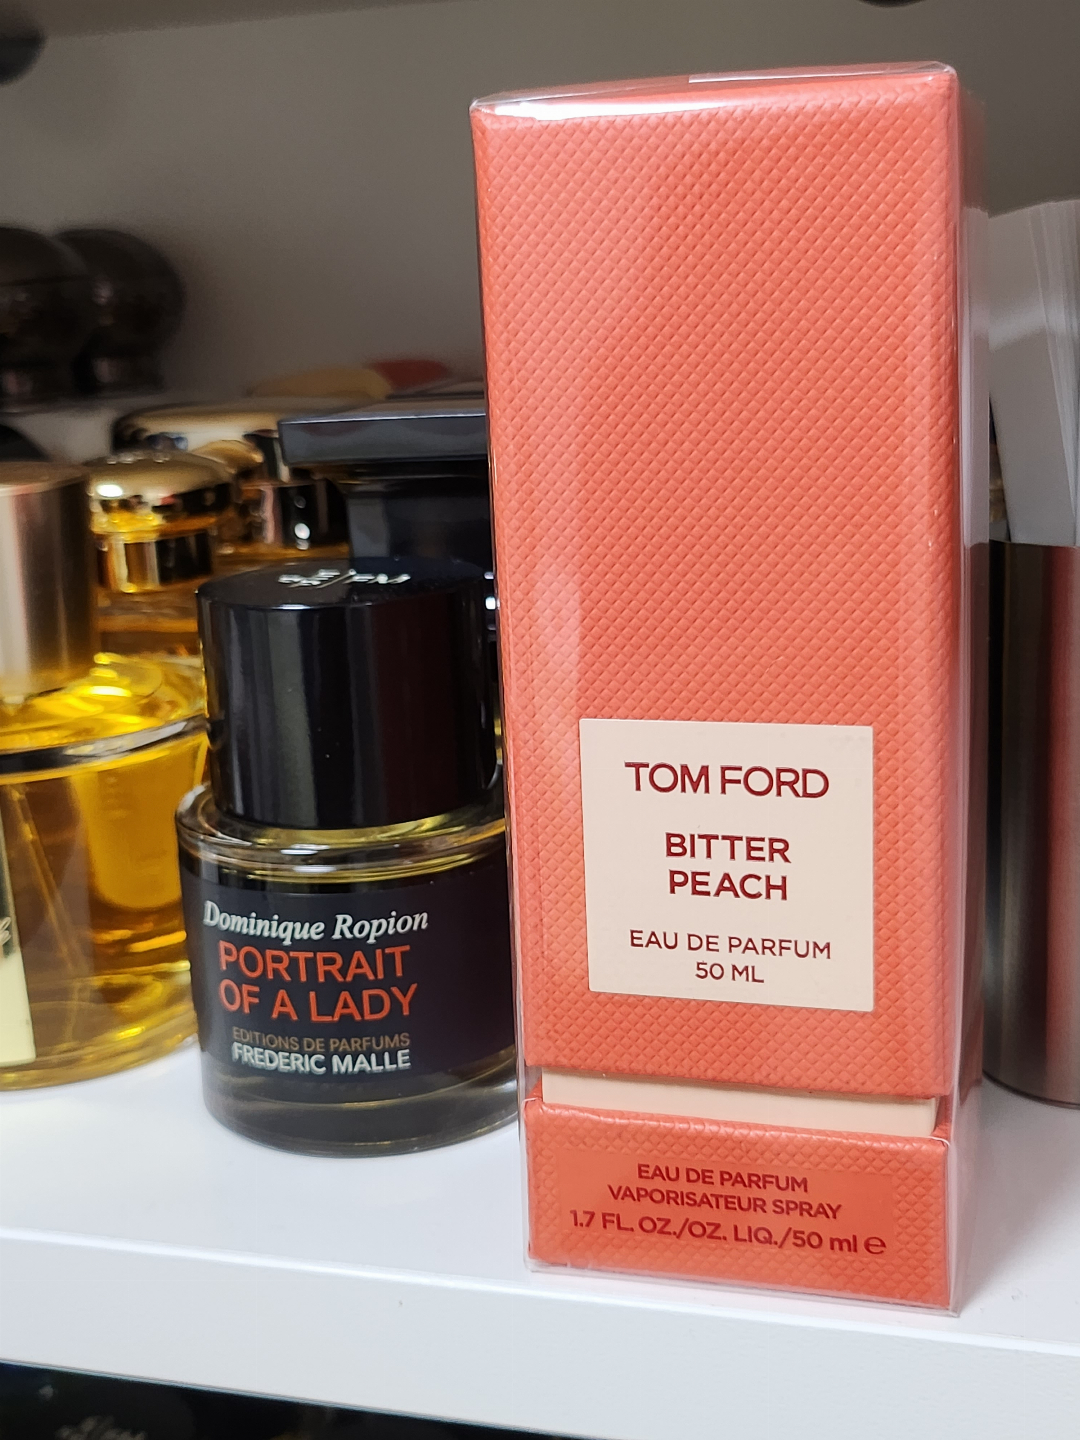 Dominique Ropion
PORTRAIT
OF A LADY
EDITIONS DE PARFUMS
FREDERIC MALLE
TOM FORD
BITTER
PEACH
EAU DE PARFUM
50 ML
EAU DE PARFUM
VAPORISATEUR SPRAY
1.7 FL. OZ./OZ. LIQ./50 ml ℮